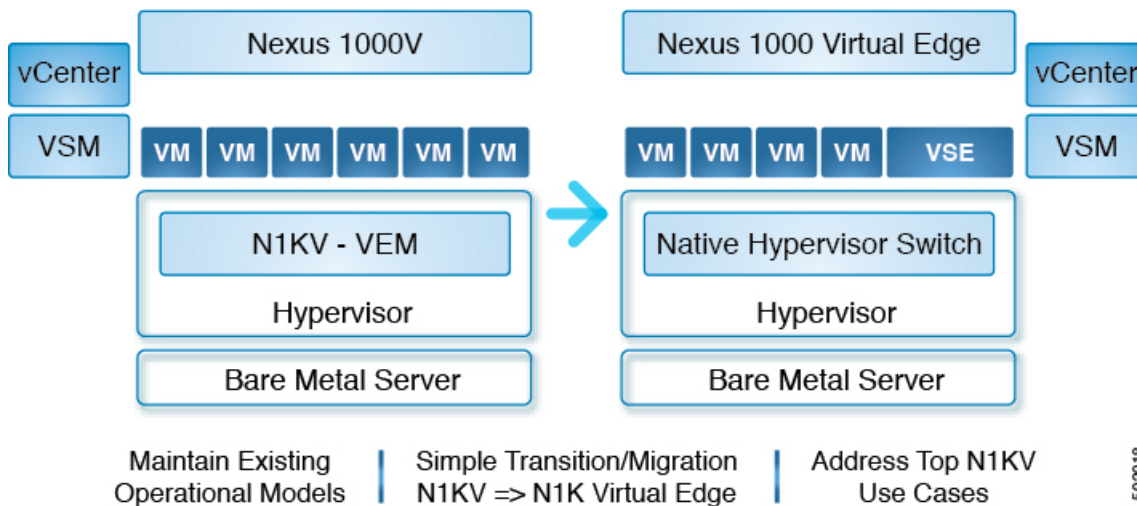 Nexus 1000V
vCenter
VSM
VM VM VM VM VM VM
N1KV - VEM
Hypervisor
Bare Metal Server
Nexus 1000 Virtual Edge
vCenter
VSM
VM VM VM VM VSE
Native Hypervisor Switch
Hypervisor
Bare Metal Server
Maintain Existing
Operational Models
Simple Transition/Migration
N1KV => N1K Virtual Edge
Address Top N1KV
Use Cases